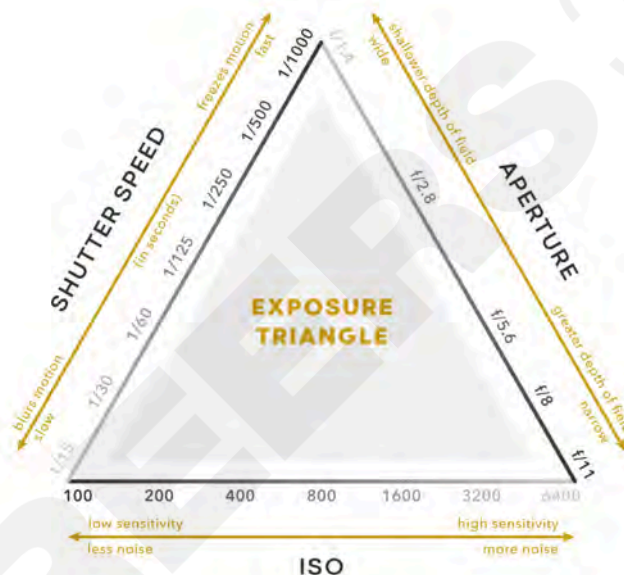 SHUTTER SPEED
freezes motion
fast
(in seconds)
blurs motion
slow
1/1000
1/500
1/250
1/125
1/60
1/30
1/15
APERTURE
shallower depth of field
wide
greater depth of field
narrow
f/1.4
f/2.8
f/5.6
f/8
f/11
EXPOSURE
TRIANGLE
100 200 400 800 1600 3200 6400
low sensitivity high sensitivity
less noise more noise
ISO